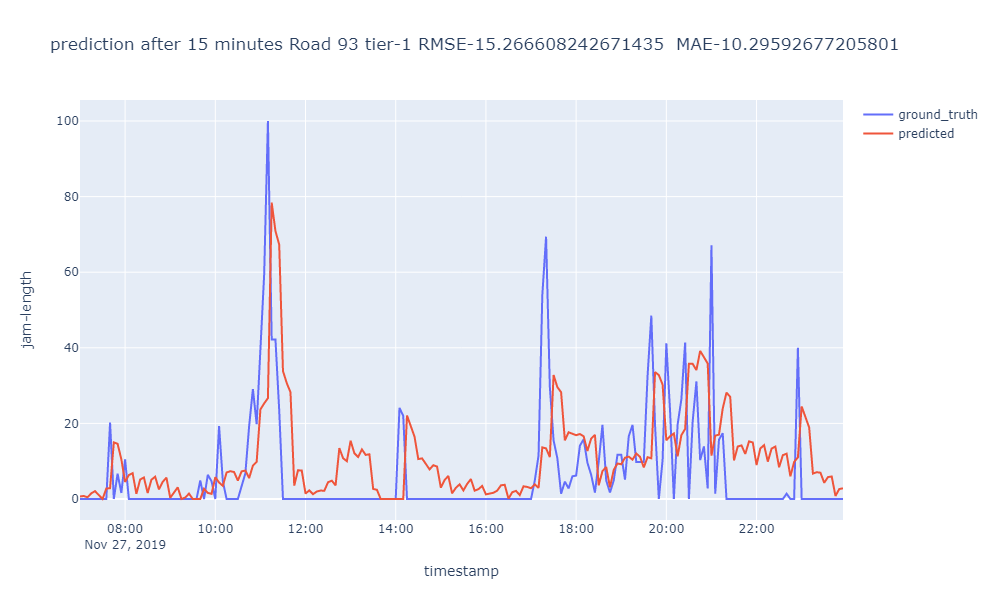 prediction after 15 minutes Road 93 tier-1 RMSE-15.266608242671435  MAE-10.29592677205801
ground_truth
predicted
jam-length
100
80
60
40
20
0
08:00 10:00 12:00 14:00 16:00 18:00 20:00 22:00
Nov 27, 2019
timestamp